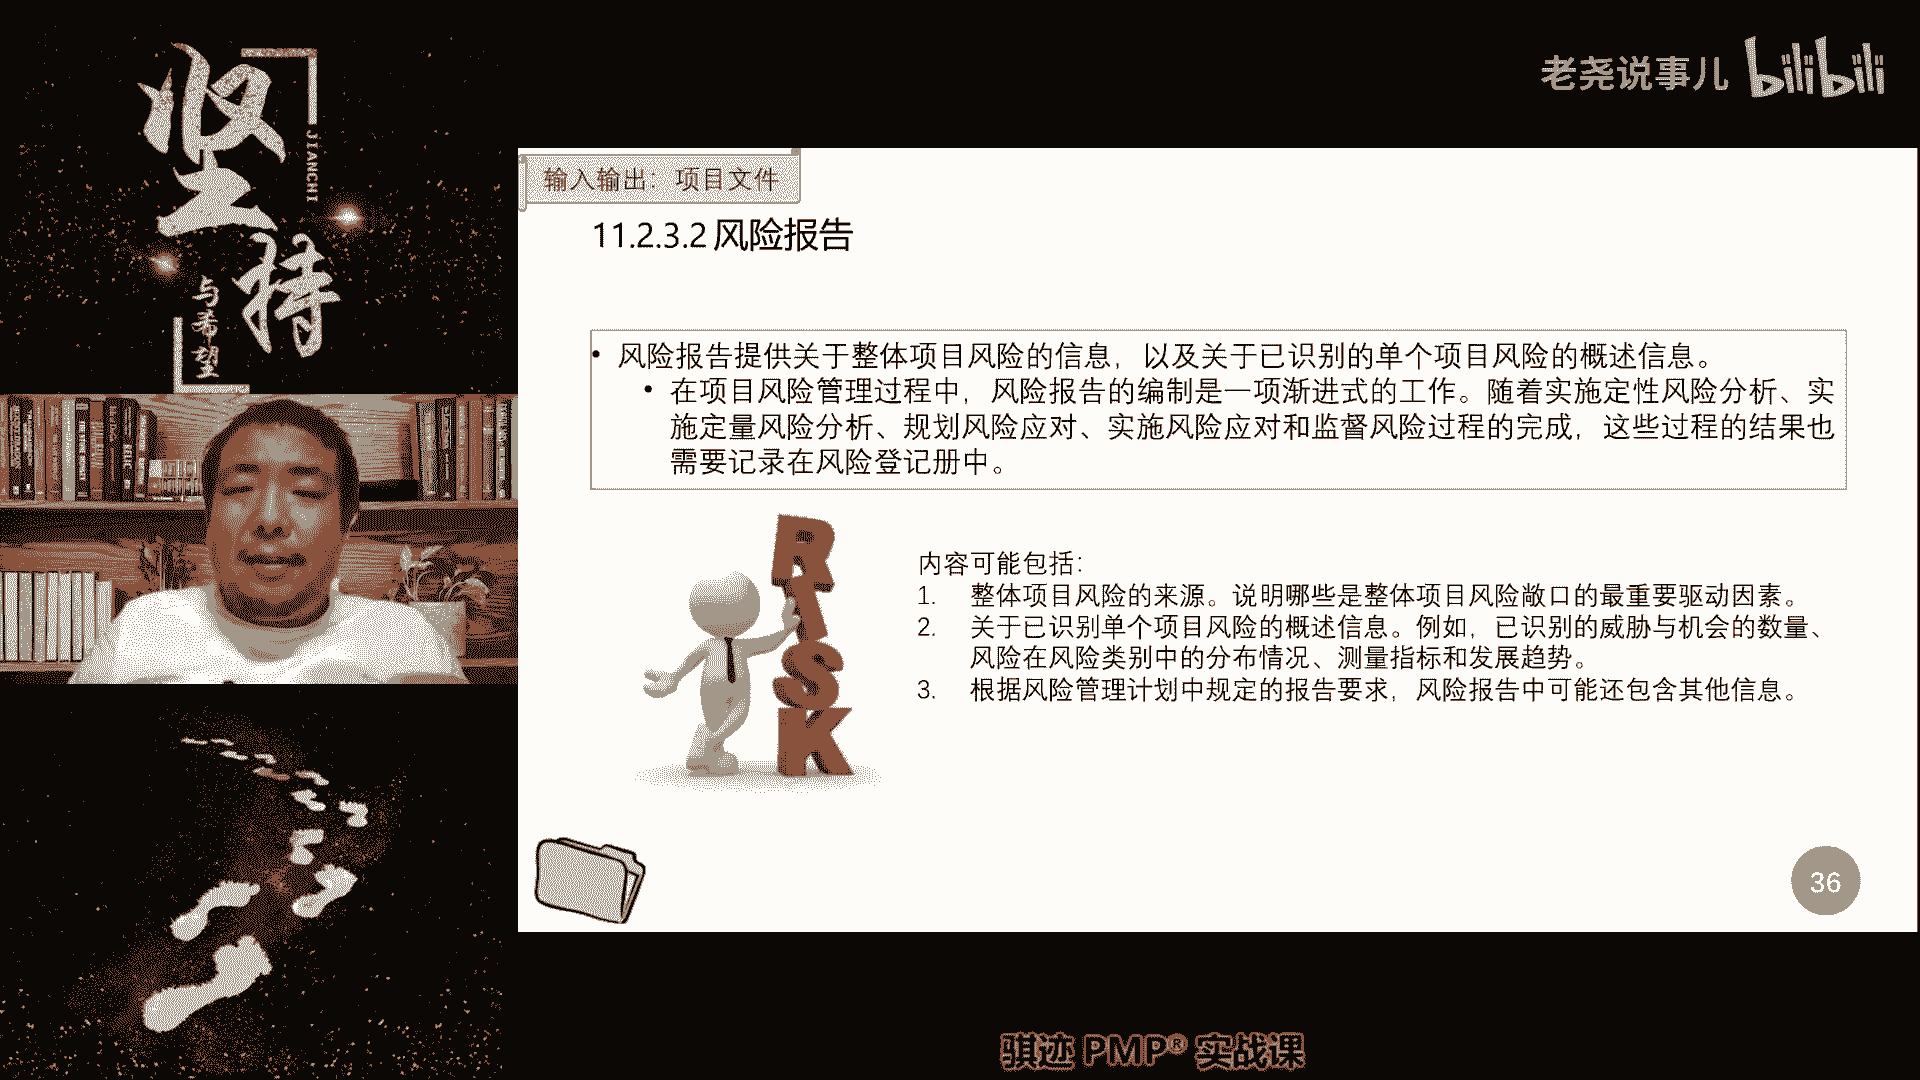 坚持
JIANCHI
与希望
老尧说事儿 bilibili
输入输出：项目文件
11.2.3.2 风险报告
• 风险报告提供关于整体项目风险的信息，以及关于已识别的单个项目风险的概述信息。
• 在项目风险管理过程中，风险报告的编制是一项渐进式的工作。随着实施定性风险分析、实
施定量风险分析、规划风险应对、实施风险应对和监督风险过程的完成，这些过程的结果也
需要记录在风险登记册中。
RISK
内容可能包括：
1. 整体项目风险的来源。说明哪些是整体项目风险敞口的最重要驱动因素。
2. 关于已识别单个项目风险的概述信息。例如，已识别的威胁与机会的数量、
风险在风险类别中的分布情况、测量指标和发展趋势。
3. 根据风险管理计划中规定的报告要求，风险报告中可能还包含其他信息。
36
骐迹 PMP® 实战课